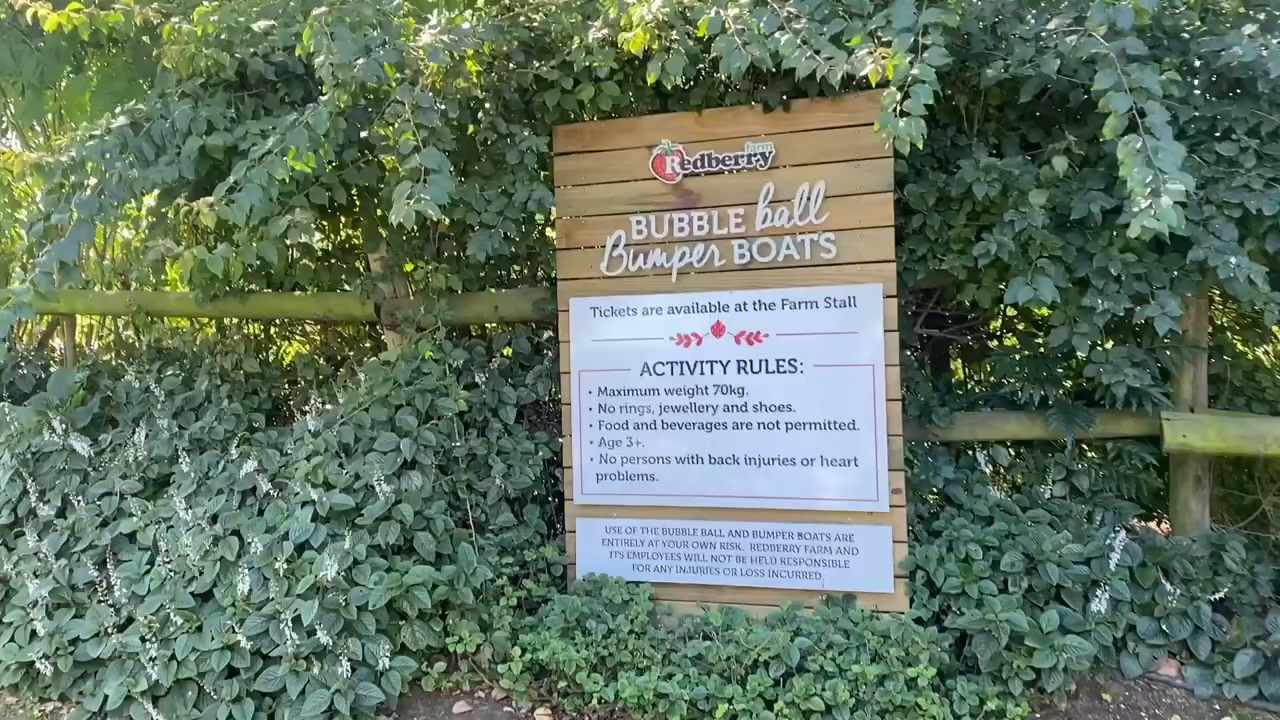 Redberry farm
BUBBLE ball
Bumper BOATS
Tickets are available at the Farm Stall
ACTIVITY RULES:
• Maximum weight 70kg.
• No rings, jewellery and shoes.
• Food and beverages are not permitted.
• Age 3+.
• No persons with back injuries or heart
problems.
USE OF THE BUBBLE BALL AND BUMPER BOATS ARE
ENTIRELY AT YOUR OWN RISK. REDBERRY FARM AND
ITS EMPLOYEES WILL NOT BE HELD RESPONSIBLE
FOR ANY INJURIES OR LOSS INCURRED.